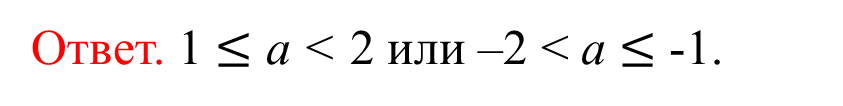 Ответ. 1 ≤ a < 2 или –2 < a ≤ -1.